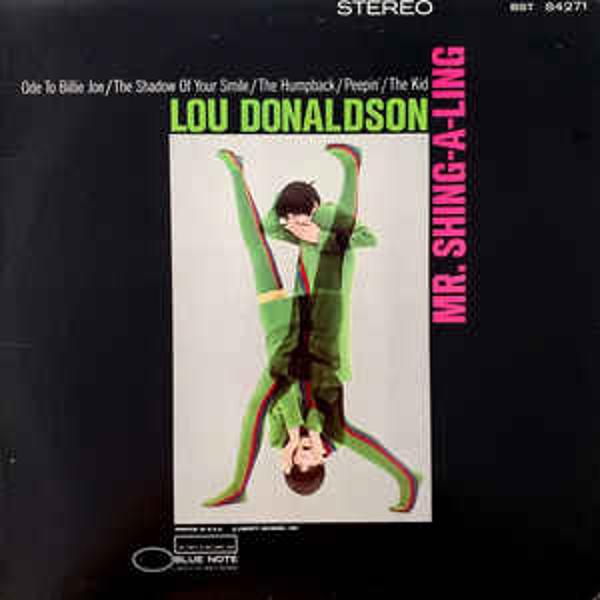 STEREO
BST 84271
Ode To Billie Joe/The Shadow Of Your Smile/The Humpback/Peepin'/The Kid
LOU DONALDSON
MR. SHING-A-LING
BLUE NOTE